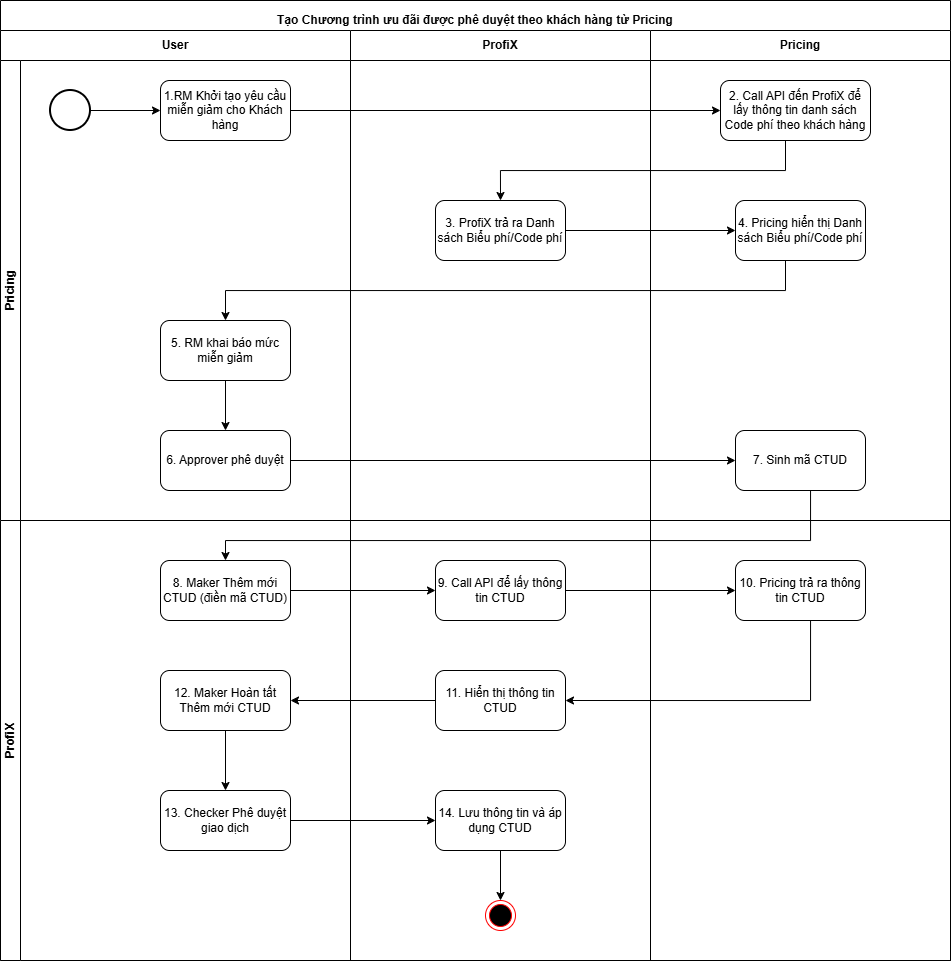 Tạo Chương trình ưu đãi được phê duyệt theo khách hàng từ Pricing
User
ProfiX
Pricing
Pricing
1.RM Khởi tạo yêu cầu
miễn giảm cho Khách
hàng
2. Call API đến ProfiX để
lấy thông tin danh sách
Code phí theo khách hàng
3. ProfiX trả ra Danh
sách Biểu phí/Code phí
4. Pricing hiển thị Danh
sách Biểu phí/Code phí
5. RM khai báo mức
miễn giảm
6. Approver phê duyệt
7. Sinh mã CTUD
ProfiX
8. Maker Thêm mới
CTUD (điền mã CTUD)
9. Call API để lấy thông
tin CTUD
10. Pricing trả ra thông
tin CTUD
12. Maker Hoàn tất
Thêm mới CTUD
11. Hiển thị thông tin
CTUD
13. Checker Phê duyệt
giao dịch
14. Lưu thông tin và áp
dụng CTUD